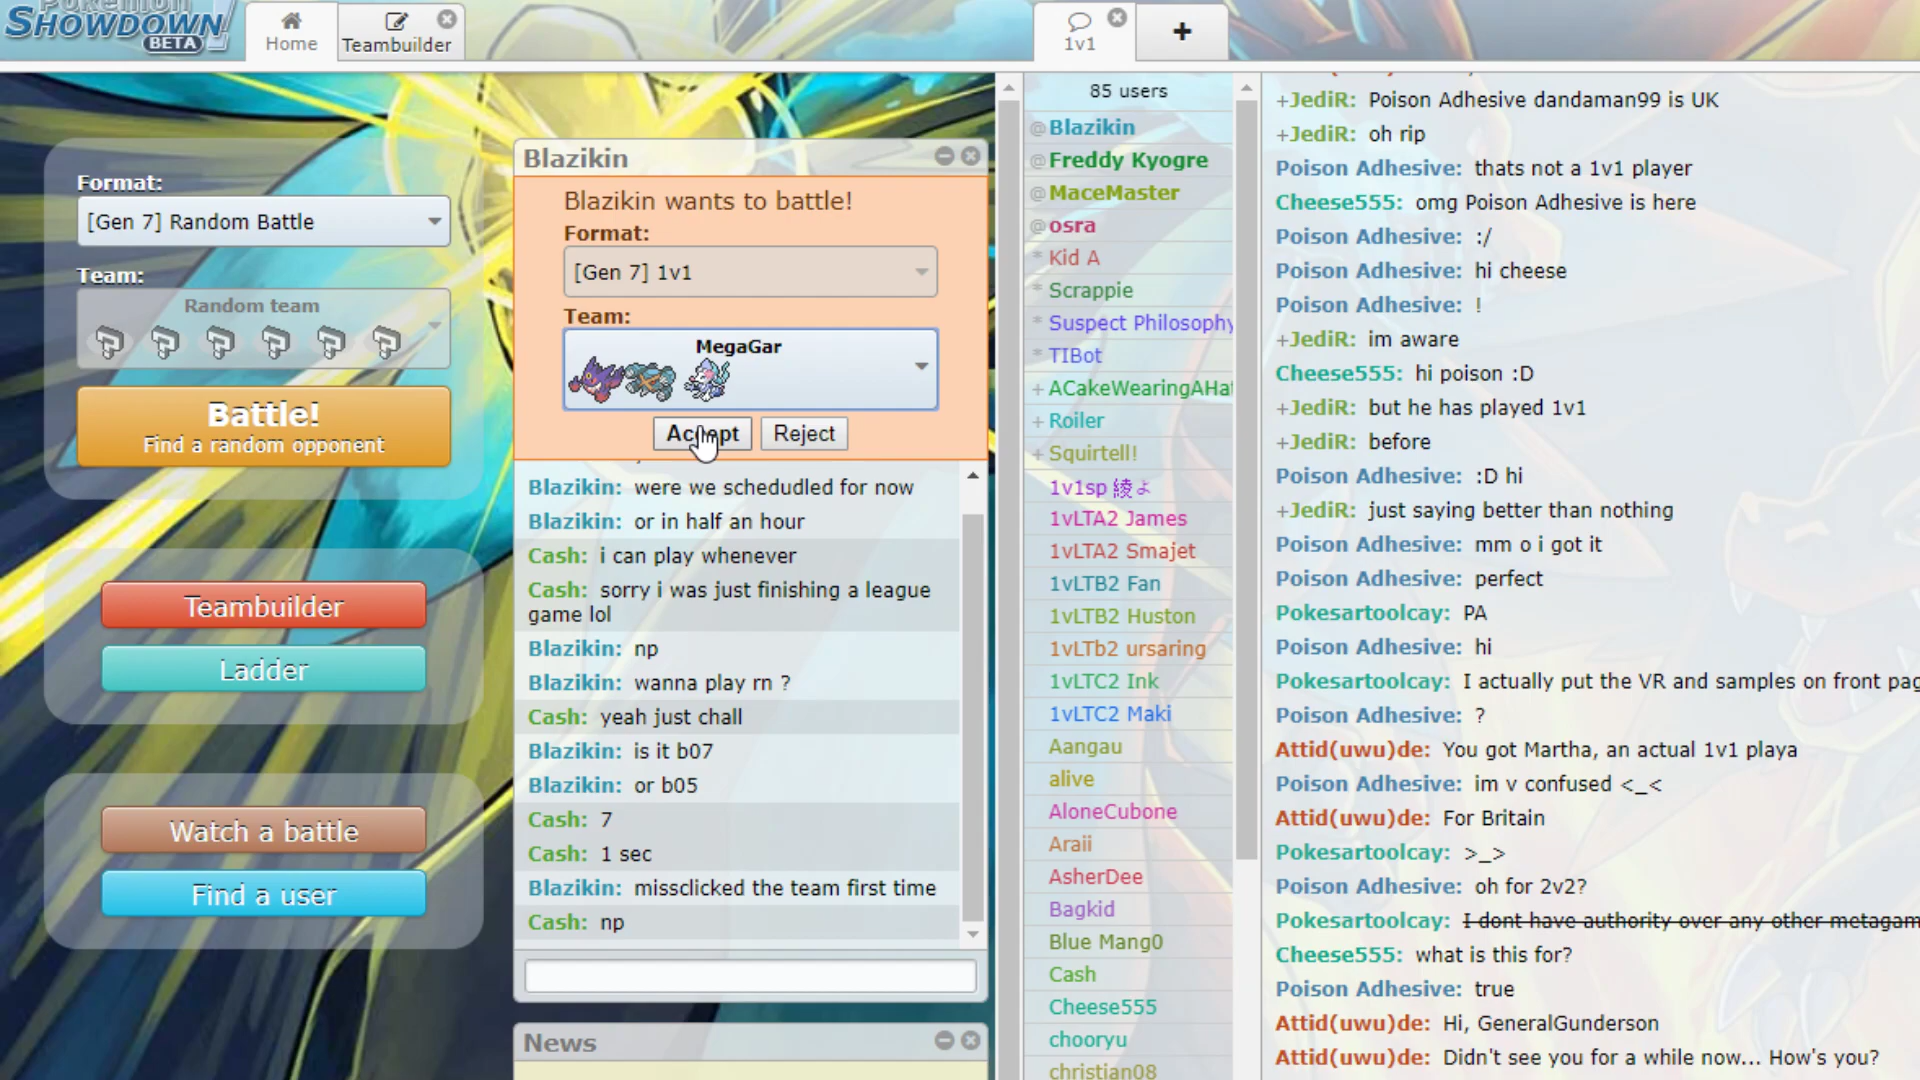 Pokémon
SHOWDOWN
BETA
Home
Teambuilder
1v1
+
Format:
[Gen 7] Random Battle
Team:
Random team
Battle!
Find a random opponent
Teambuilder
Ladder
Watch a battle
Find a user
Blazikin
Blazikin wants to battle!
Format:
[Gen 7] 1v1
Team:
MegaGar
Accept
Reject
Blazikin: were we schedudled for now
Blazikin: or in half an hour
Cash: i can play whenever
Cash: sorry i was just finishing a league
game lol
Blazikin: np
Blazikin: wanna play rn ?
Cash: yeah just chall
Blazikin: is it b07
Blazikin: or b05
Cash: 7
Cash: 1 sec
Blazikin: missclicked the team first time
Cash: np
News
85 users
@Blazikin
@Freddy Kyogre
@MaceMaster
@osra
*Kid A
*Scrappie
*Suspect Philosophy
*TIBot
+ACakeWearingAHat
+Roiler
+Squirtell!
1v1sp 綾よ
1vLTA2 James
1vLTA2 Smajet
1vLTB2 Fan
1vLTB2 Huston
1vLTb2 ursaring
1vLTC2 Ink
1vLTC2 Maki
Aangau
alive
AloneCubone
Araii
AsherDee
Bagkid
Blue Mang0
Cash
Cheese555
chooryu
christian08
+JediR: Poison Adhesive dandaman99 is UK
+JediR: oh rip
Poison Adhesive: thats not a 1v1 player
Cheese555: omg Poison Adhesive is here
Poison Adhesive: :/
Poison Adhesive: hi cheese
Poison Adhesive: !
+JediR: im aware
Cheese555: hi poison :D
+JediR: but he has played 1v1
+JediR: before
Poison Adhesive: :D hi
+JediR: just saying better than nothing
Poison Adhesive: mm o i got it
Poison Adhesive: perfect
Pokesartoolcay: PA
Poison Adhesive: hi
Pokesartoolcay: I actually put the VR and samples on front pag
Poison Adhesive: ?
Attid(uwu)de: You got Martha, an actual 1v1 playa
Poison Adhesive: im v confused <_<
Attid(uwu)de: For Britain
Pokesartoolcay: >_>
Poison Adhesive: oh for 2v2?
Pokesartoolcay: I dont have authority over any other metagam
Cheese555: what is this for?
Poison Adhesive: true
Attid(uwu)de: Hi, GeneralGunderson
Attid(uwu)de: Didn't see you for a while now... How's you?